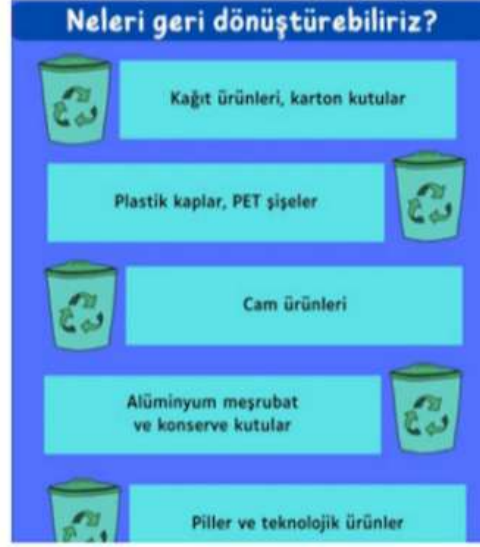 Neleri geri dönüştürebiliriz?
Kağıt ürünleri, karton kutular
Plastik kaplar, PET şişeler
Cam ürünleri
Alüminyum meşrubat
ve konserve kutular
Piller ve teknolojik ürünler